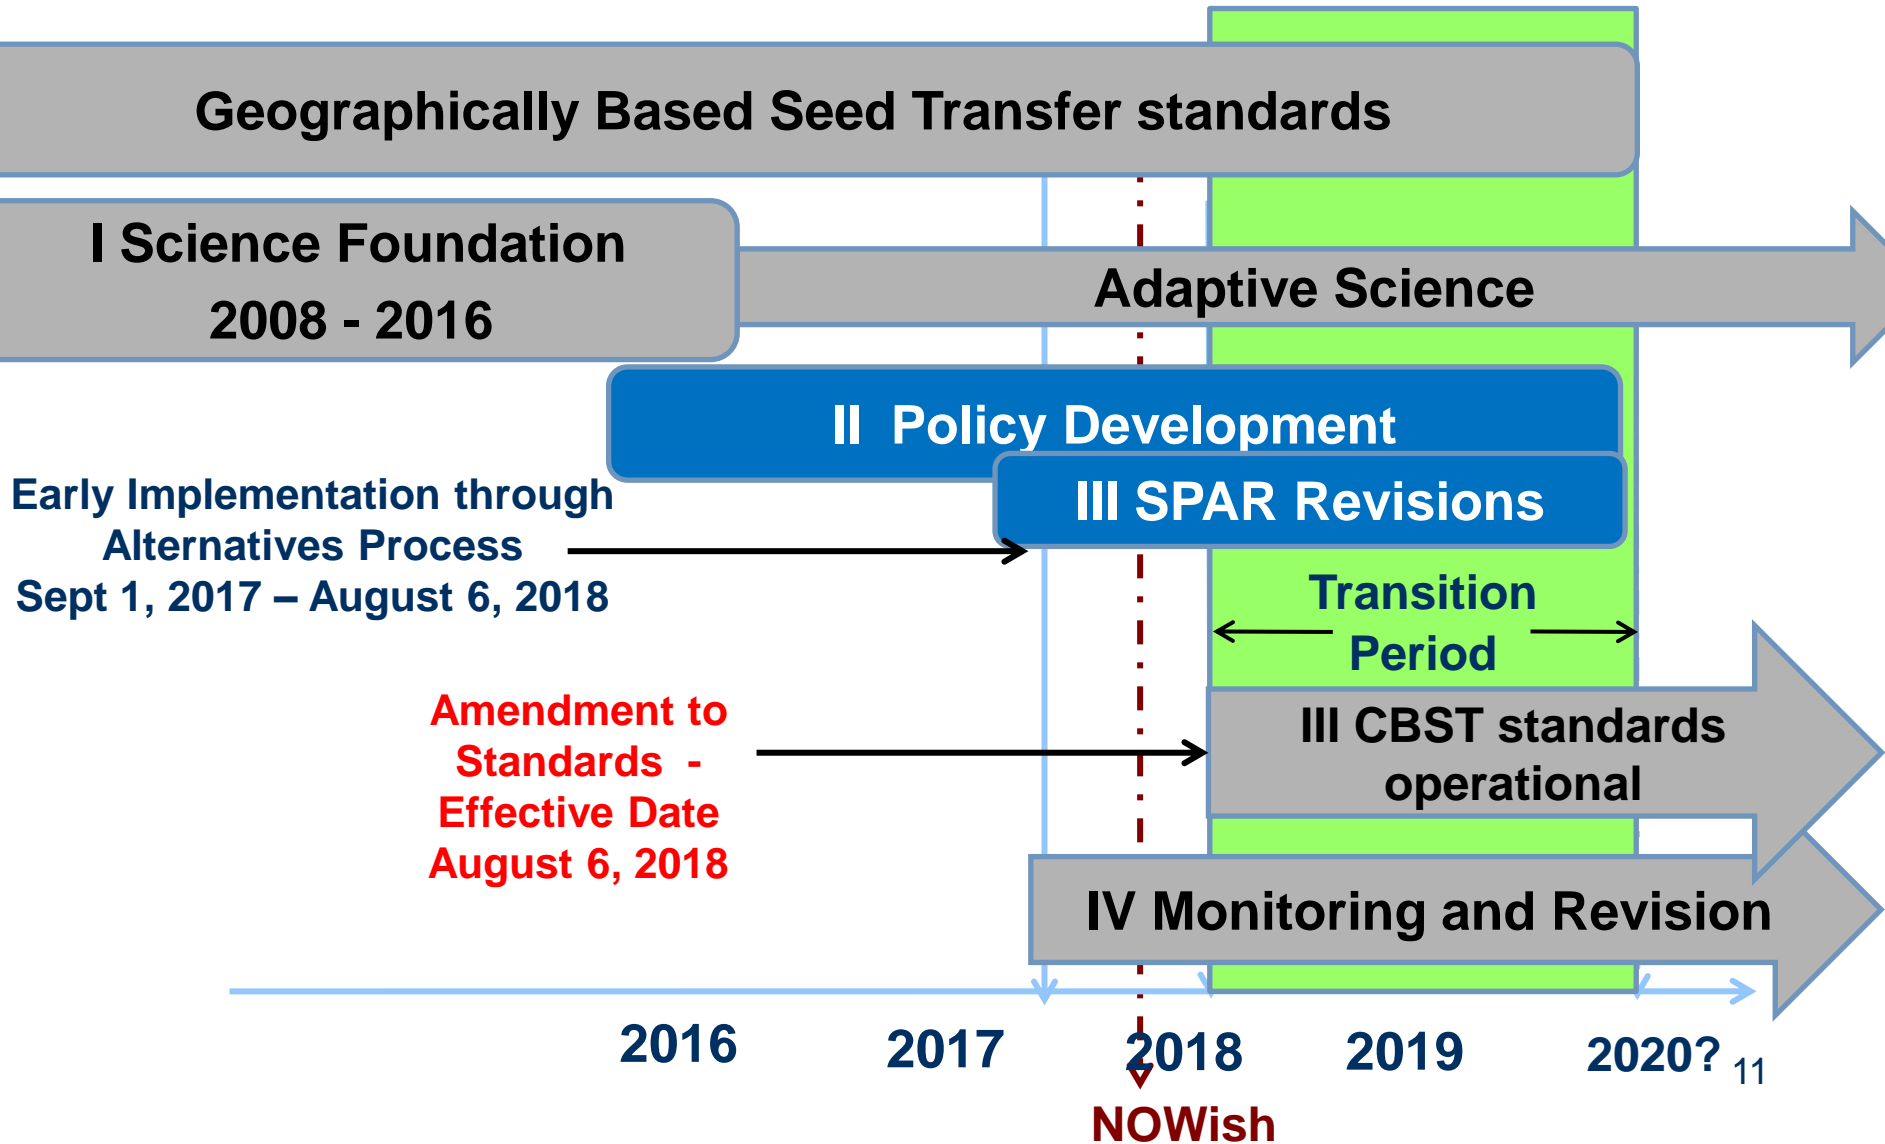 Geographically Based Seed Transfer standards
I Science Foundation
2008 - 2016
Adaptive Science
II Policy Development
III SPAR Revisions
Early Implementation through
Alternatives Process
Sept 1, 2017 – August 6, 2018
Transition
Period
Amendment to
Standards -
Effective Date
August 6, 2018
III CBST standards
operational
IV Monitoring and Revision
2016
2017
2018
2019
2020?
11
NOWish